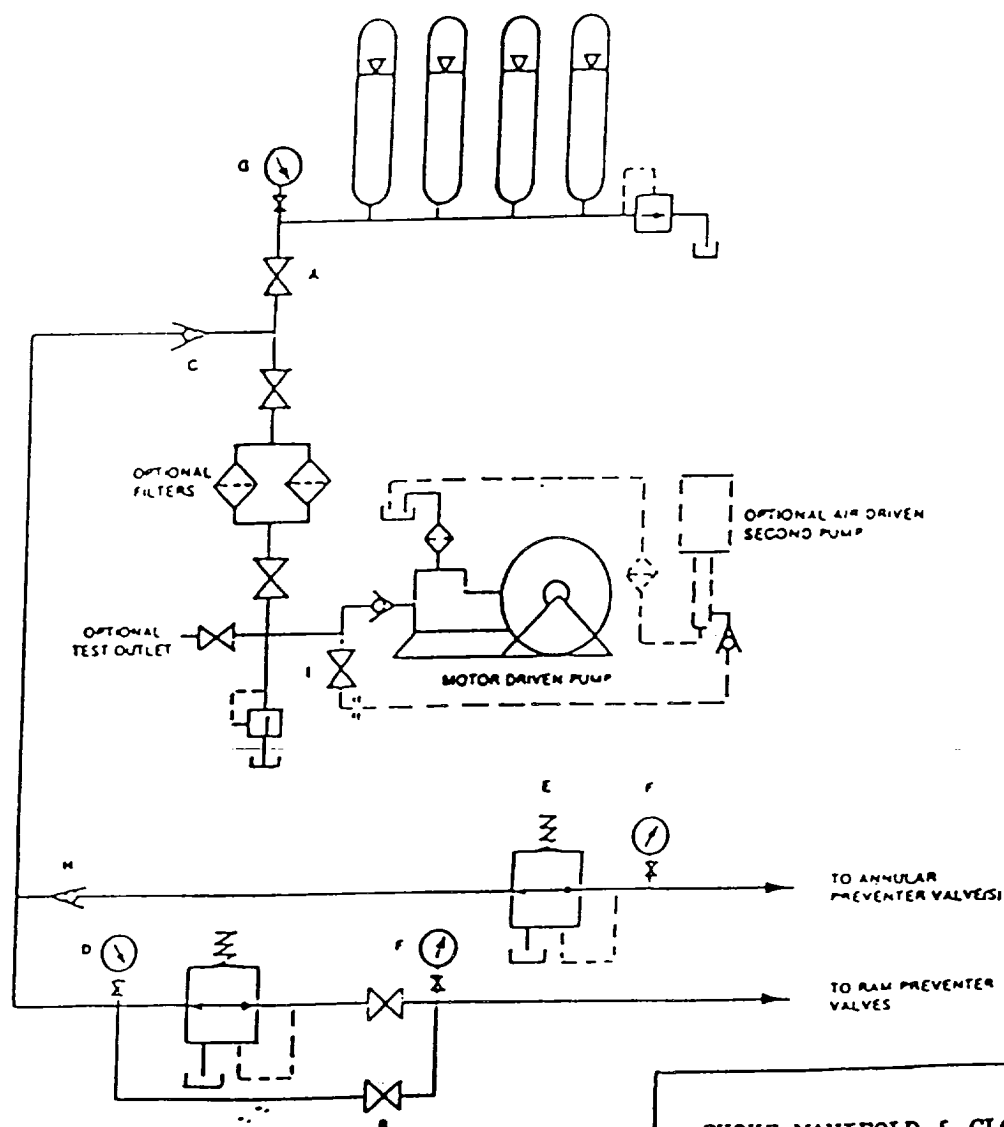 G
A
C
OPTIONAL
FILTERS
OPTIONAL AIR DRIVEN
SECOND PUMP
OPTIONAL
TEST OUTLET
I
MOTOR DRIVEN PUMP
E
F
H
TO ANNULAR
PREVENTER VALVE(S)
D
F
TO RAM PREVENTER
VALVES
B